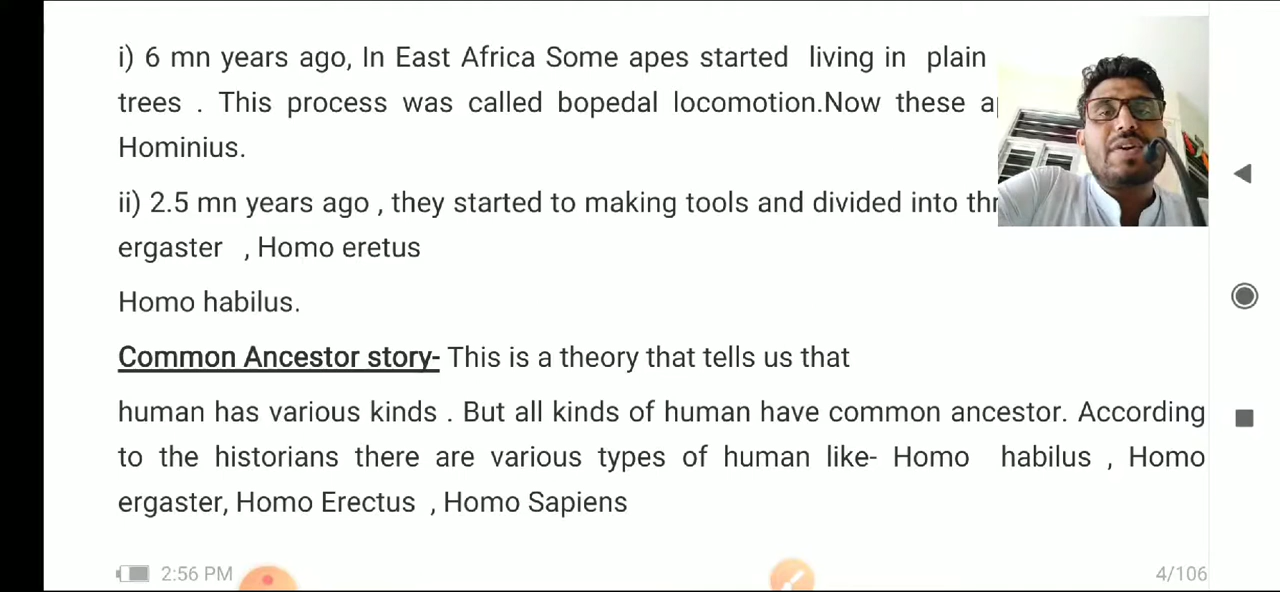 i) 6 mn years ago, In East Africa Some apes started living in plain
trees . This process was called bopedal locomotion.Now these
Hominius.
ii) 2.5 mn years ago , they started to making tools and divided into
ergaster , Homo eretus
Homo habilus.
Common Ancestor story- This is a theory that tells us that
human has various kinds . But all kinds of human have common ancestor. According
to the historians there are various types of human like- Homo habilus , Homo
ergaster, Homo Erectus , Homo Sapiens
2:56 PM
4/106